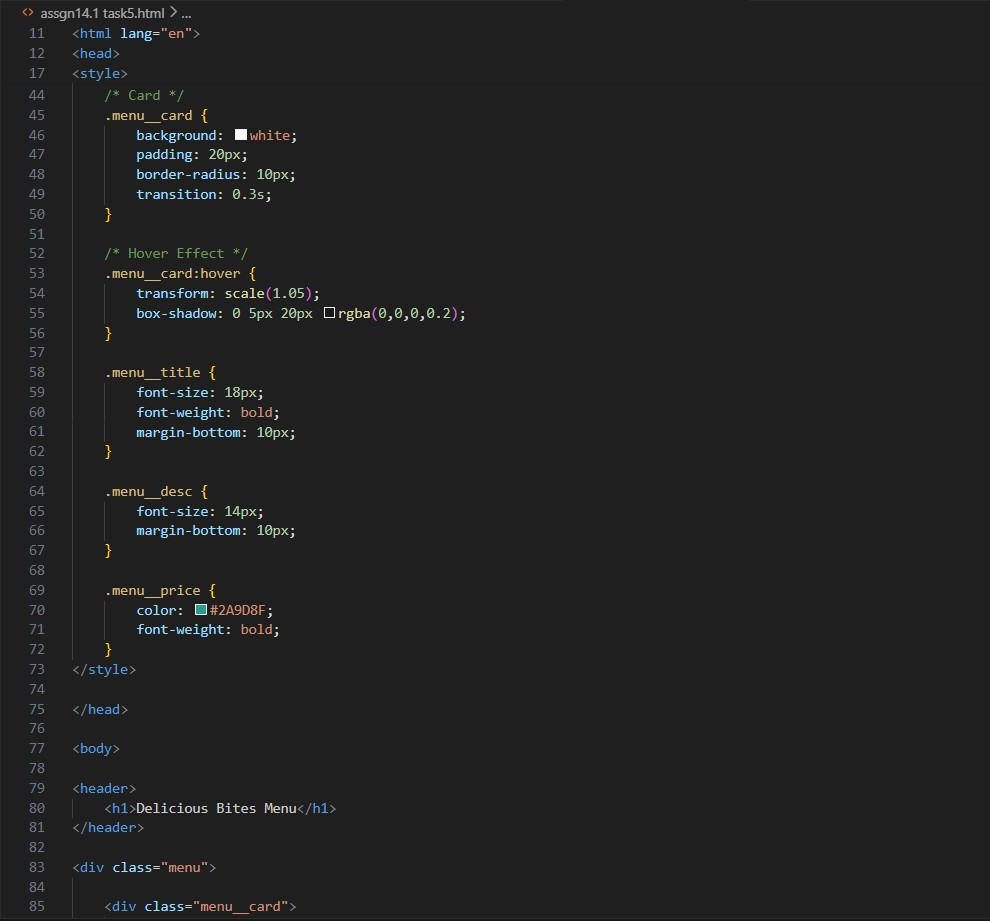 <> assgn14.1 task5.html > ...
11 <html lang="en">
12 <head>
17 <style>
44 /* Card */
45 .menu__card {
46 background: white;
47 padding: 20px;
48 border-radius: 10px;
49 transition: 0.3s;
50 }
51
52 /* Hover Effect */
53 .menu__card:hover {
54 transform: scale(1.05);
55 box-shadow: 0 5px 20px rgba(0,0,0,0.2);
56 }
57
58 .menu__title {
59 font-size: 18px;
60 font-weight: bold;
61 margin-bottom: 10px;
62 }
63
64 .menu__desc {
65 font-size: 14px;
66 margin-bottom: 10px;
67 }
68
69 .menu__price {
70 color: #2A9D8F;
71 font-weight: bold;
72 }
73 </style>
74
75 </head>
76
77 <body>
78
79 <header>
80 <h1>Delicious Bites Menu</h1>
81 </header>
82
83 <div class="menu">
84
85 <div class="menu__card">